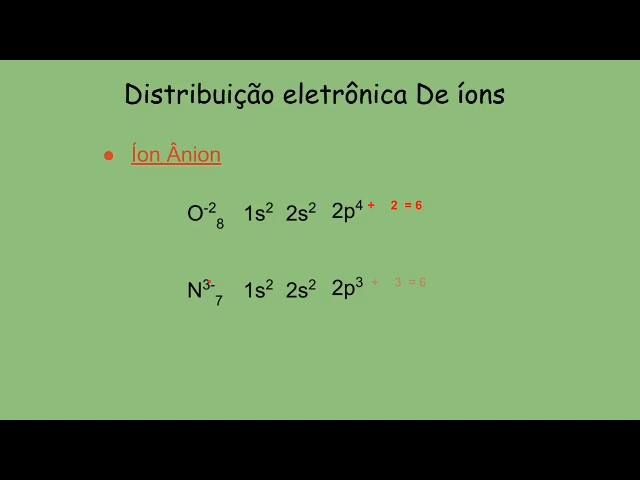 Distribuição eletrônica De íons
● Íon Ânion
O⁻²₈ 1s² 2s² 2p⁴ + 2 = 6
N³⁻₇ 1s² 2s² 2p³ + 3 = 6